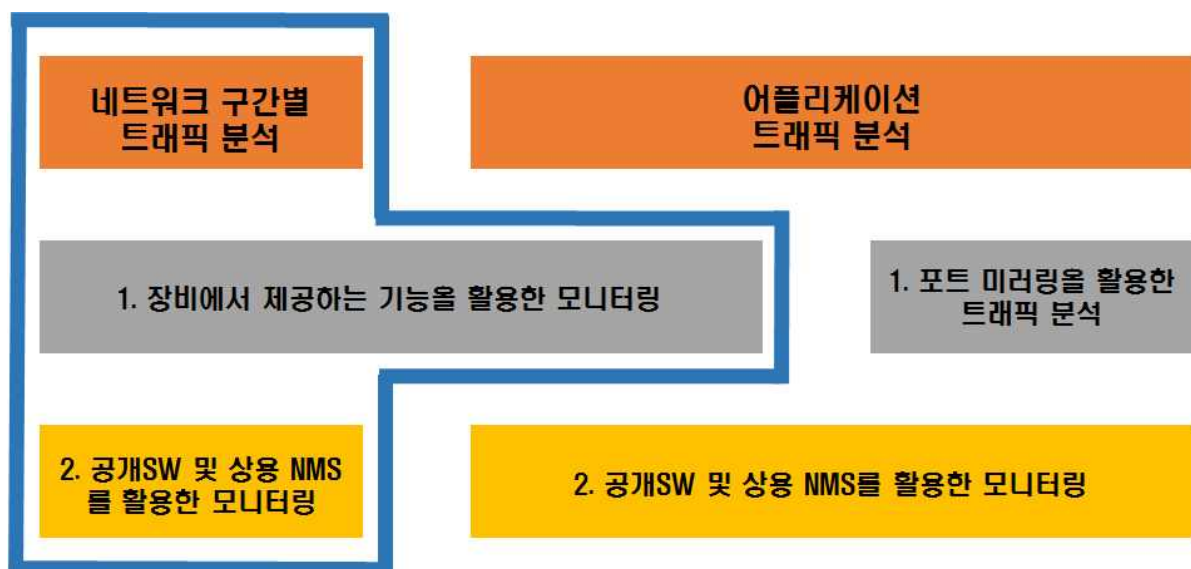 네트워크 구간별
트래픽 분석
어플리케이션
트래픽 분석
1. 장비에서 제공하는 기능올 활용한 모니터링
1. 포트 미러링올 활용한
트래픽 분석
2. 공개SW 및 상용 NMS
를 활용한 모니터링
2. 공개SW 및 상용 NMS를 활용한 모니터링